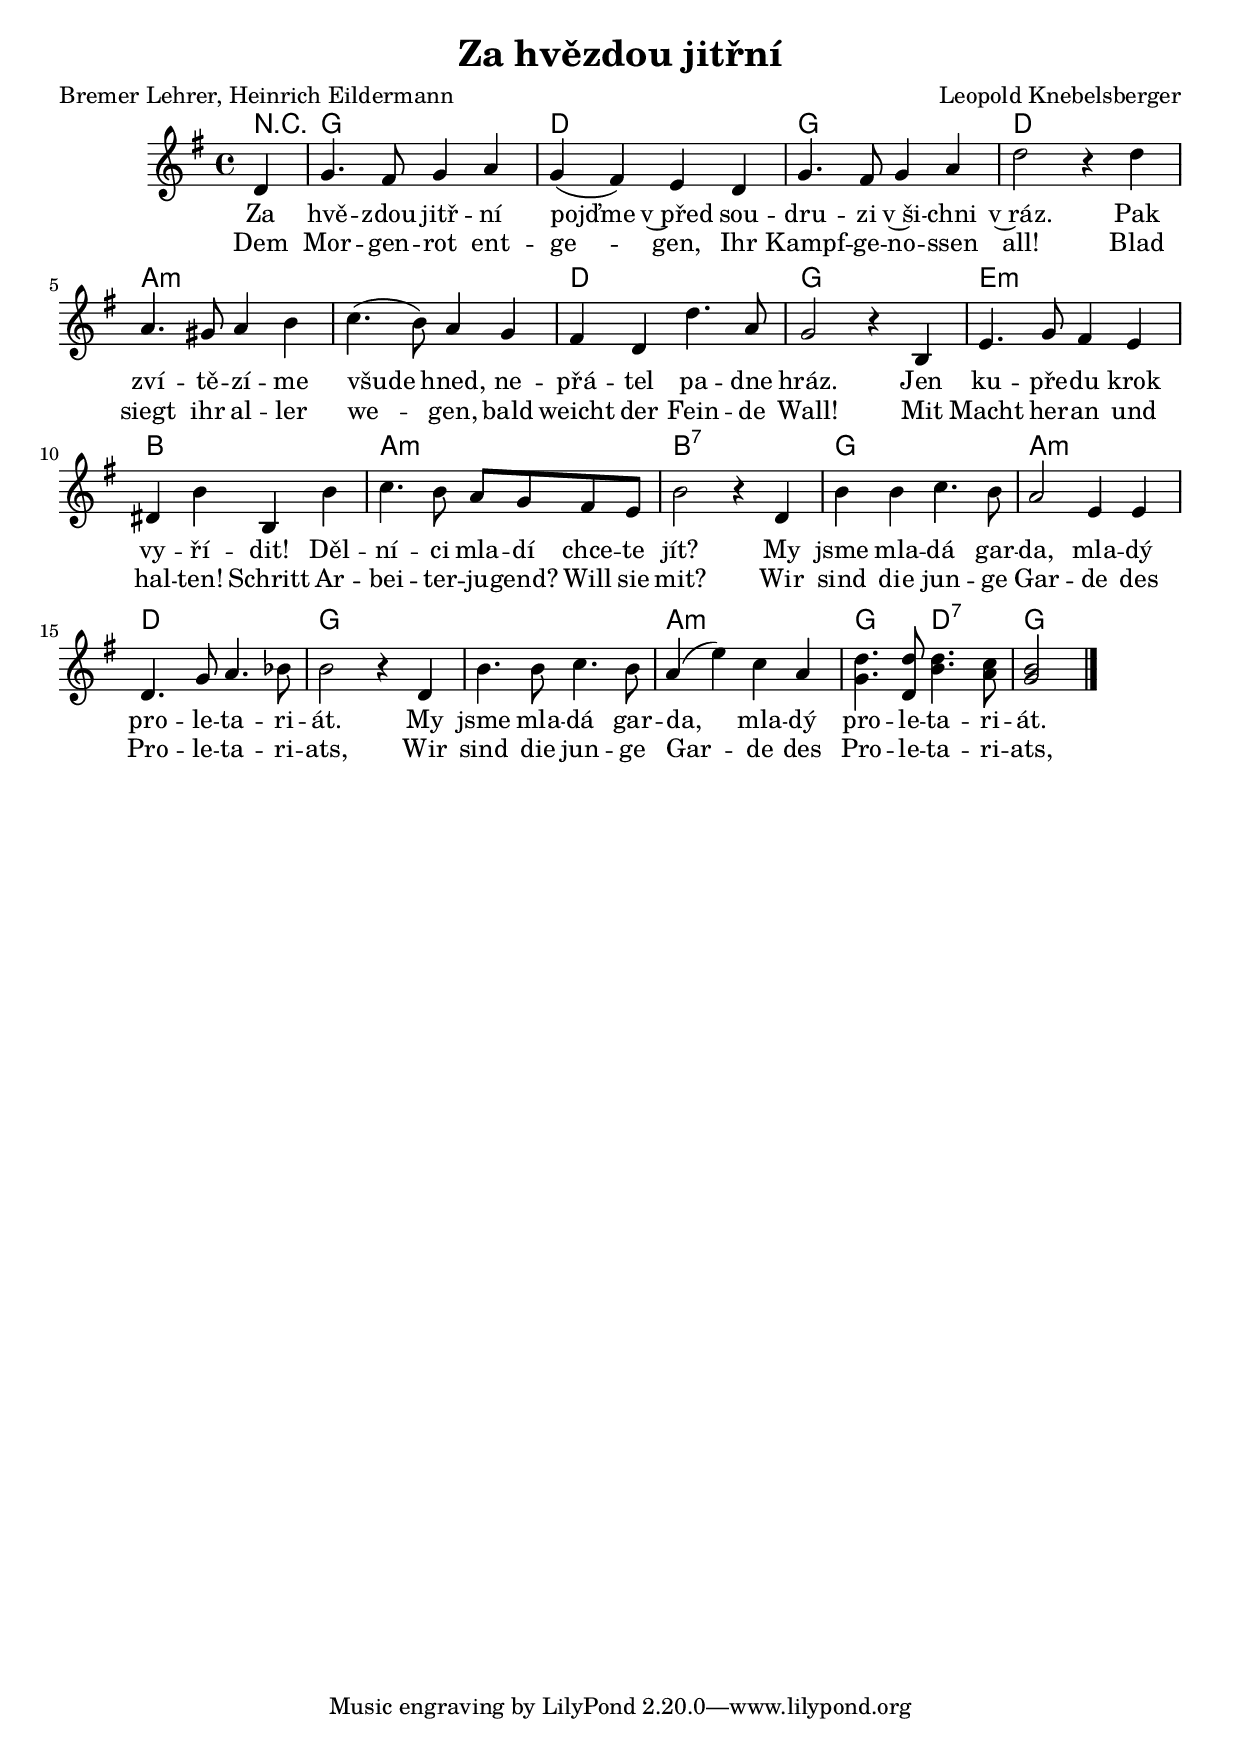 Za hvězdou jitřní
Bremer Lehrer, Heinrich Eildermann Leopold Knebelsberger
N.C. G D G D
Za hvě -- zdou jitř -- ní pojďme v‿před sou -- dru -- zi v‿ši -- chni v‿ráz. Pak
Dem Mor -- gen -- rot ent -- ge -- gen, Ihr Kampf -- ge -- no -- ssen all! Blad
5 Am D G Em
zví -- tě -- zí -- me všude hned, ne -- přá -- tel pa -- dne hráz. Jen ku -- pře -- du krok
siegt ihr al -- ler we -- gen, bald weicht der Fein -- de Wall! Mit Macht her -- an und
10 B Am B7 G Am
vy -- ří -- dit! Děl -- ní -- ci mla -- dí chce -- te jít? My jsme mla -- dá gar -- da, mla -- dý
hal -- ten! Schritt Ar -- bei -- ter -- jugend? Will sie mit? Wir sind die jun -- ge Gar -- de des
15 D G Am G D7 G
pro -- le -- ta -- ri -- át. My jsme mla -- dá gar -- da, mla -- dý pro -- le -- ta -- ri -- át.
Pro -- le -- ta -- ri -- ats, Wir sind die jun -- ge Gar -- de des Pro -- le -- ta -- ri -- ats,
Music engraving by LilyPond 2.20.0—www.lilypond.org